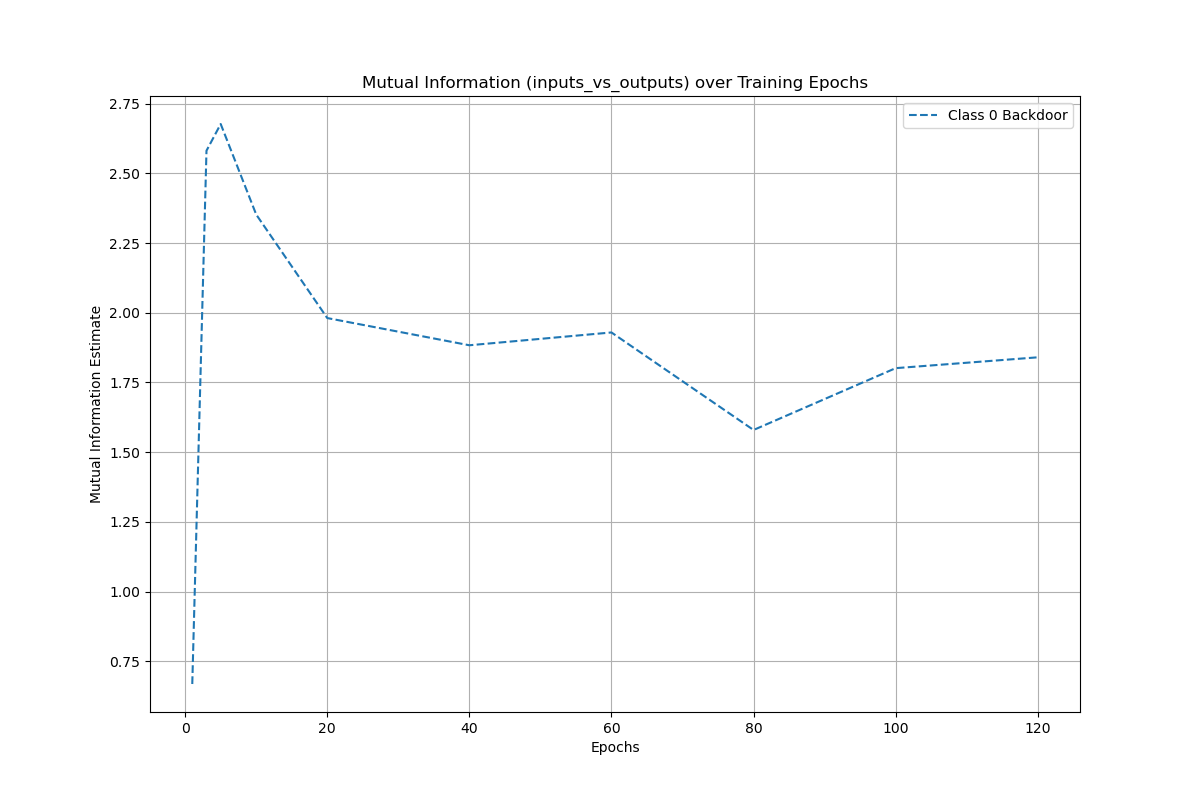 Mutual Information (inputs_vs_outputs) over Training Epochs
Class 0 Backdoor
Mutual Information Estimate
2.75
2.50
2.25
2.00
1.75
1.50
1.25
1.00
0.75
0 20 40 60 80 100 120
Epochs